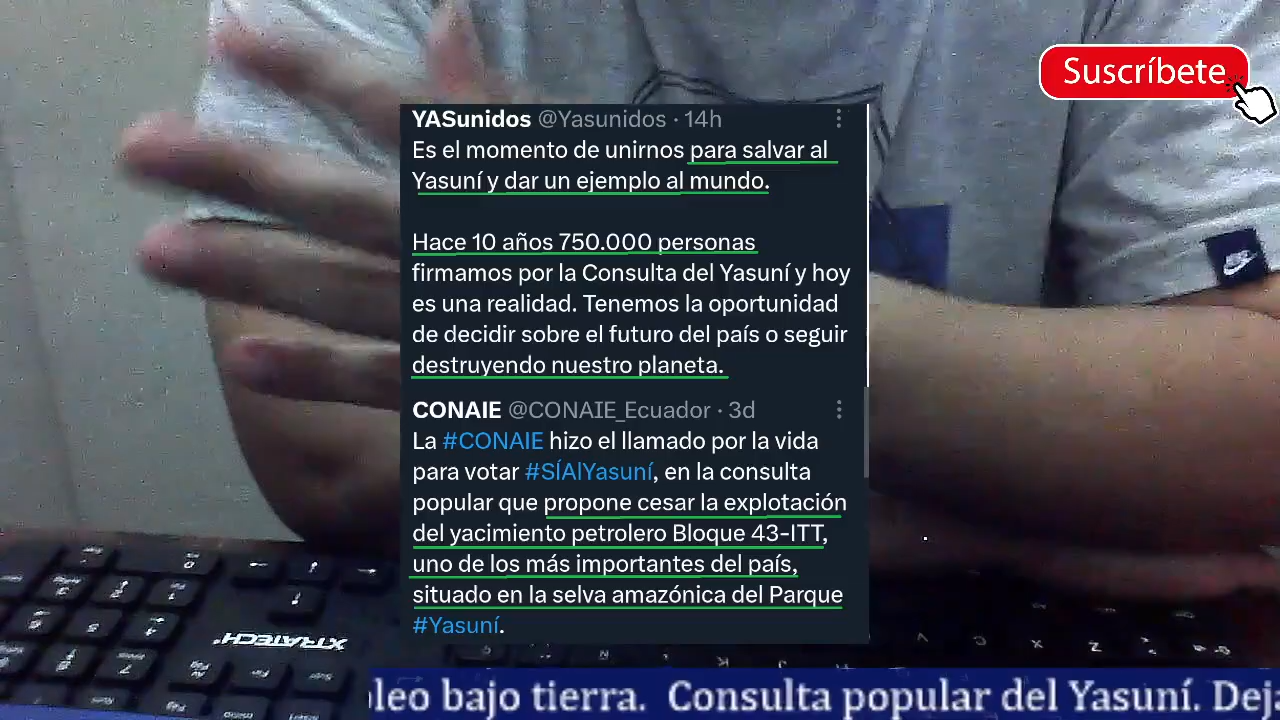 Suscríbete
YASunidos @Yasunidos · 14h
Es el momento de unirnos para salvar al
Yasuní y dar un ejemplo al mundo.
Hace 10 años 750.000 personas
firmamos por la Consulta del Yasuní y hoy
es una realidad. Tenemos la oportunidad
de decidir sobre el futuro del país o seguir
destruyendo nuestro planeta.
CONAIE @CONAIE_Ecuador · 3d
La #CONAIE hizo el llamado por la vida
para votar #SÍAlYasuní, en la consulta
popular que propone cesar la explotación
del yacimiento petrolero Bloque 43-ITT,
uno de los más importantes del país,
situado en la selva amazónica del Parque
#Yasuní.
XTRATECH
bajo tierra. Consulta popular del Yasuní.